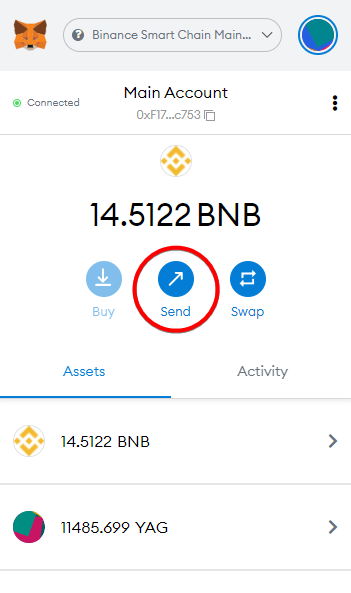 Binance Smart Chain Main...
Connected
Main Account
0xF17...c753
14.5122 BNB
Buy
Send
Swap
Assets
Activity
14.5122 BNB
11485.699 YAG